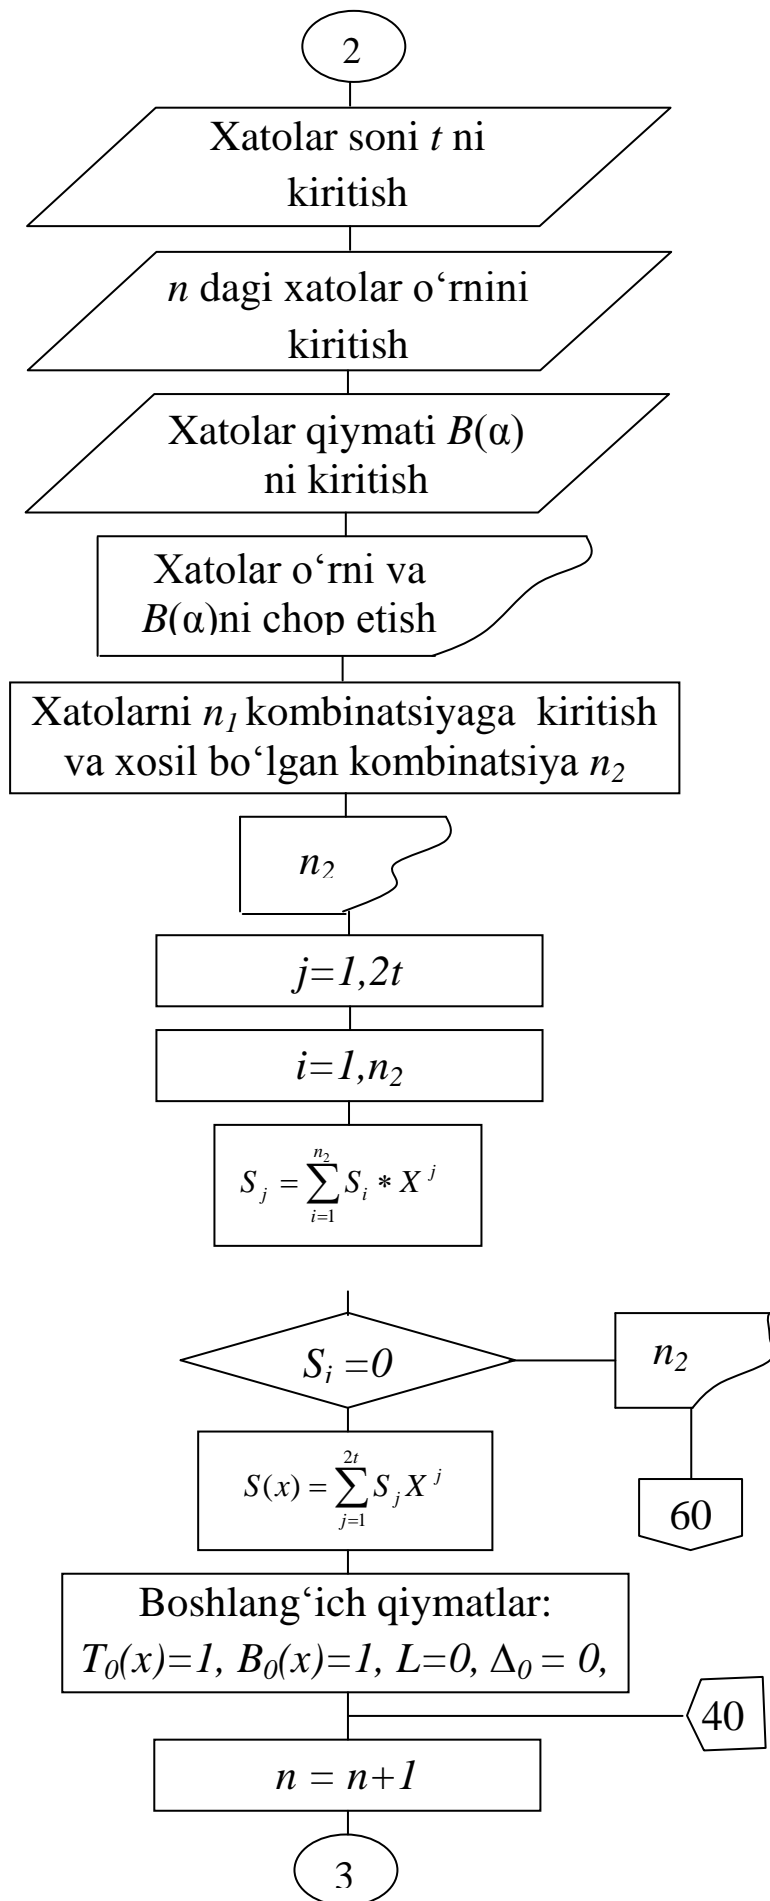 2
Xatolar soni t ni
kiritish
n dagi xatolar o‘rnini
kiritish
Xatolar qiymati B(α)
ni kiritish
Xatolar o‘rni va
B(α)ni chop etish
Xatolarni n₁ kombinatsiyaga kiritish
va xosil bo‘lgan kombinatsiya n₂
n₂
j=1,2t
i=1,n₂
S_j = \sum_{i=1}^{n_2} S_i * X^j
S_i =0
n₂
S(x) = \sum_{j=1}^{2t} S_j X^j
60
Boshlang‘ich qiymatlar:
T₀(x)=1, B₀(x)=1, L=0, Δ₀ = 0,
40
n = n+1
3